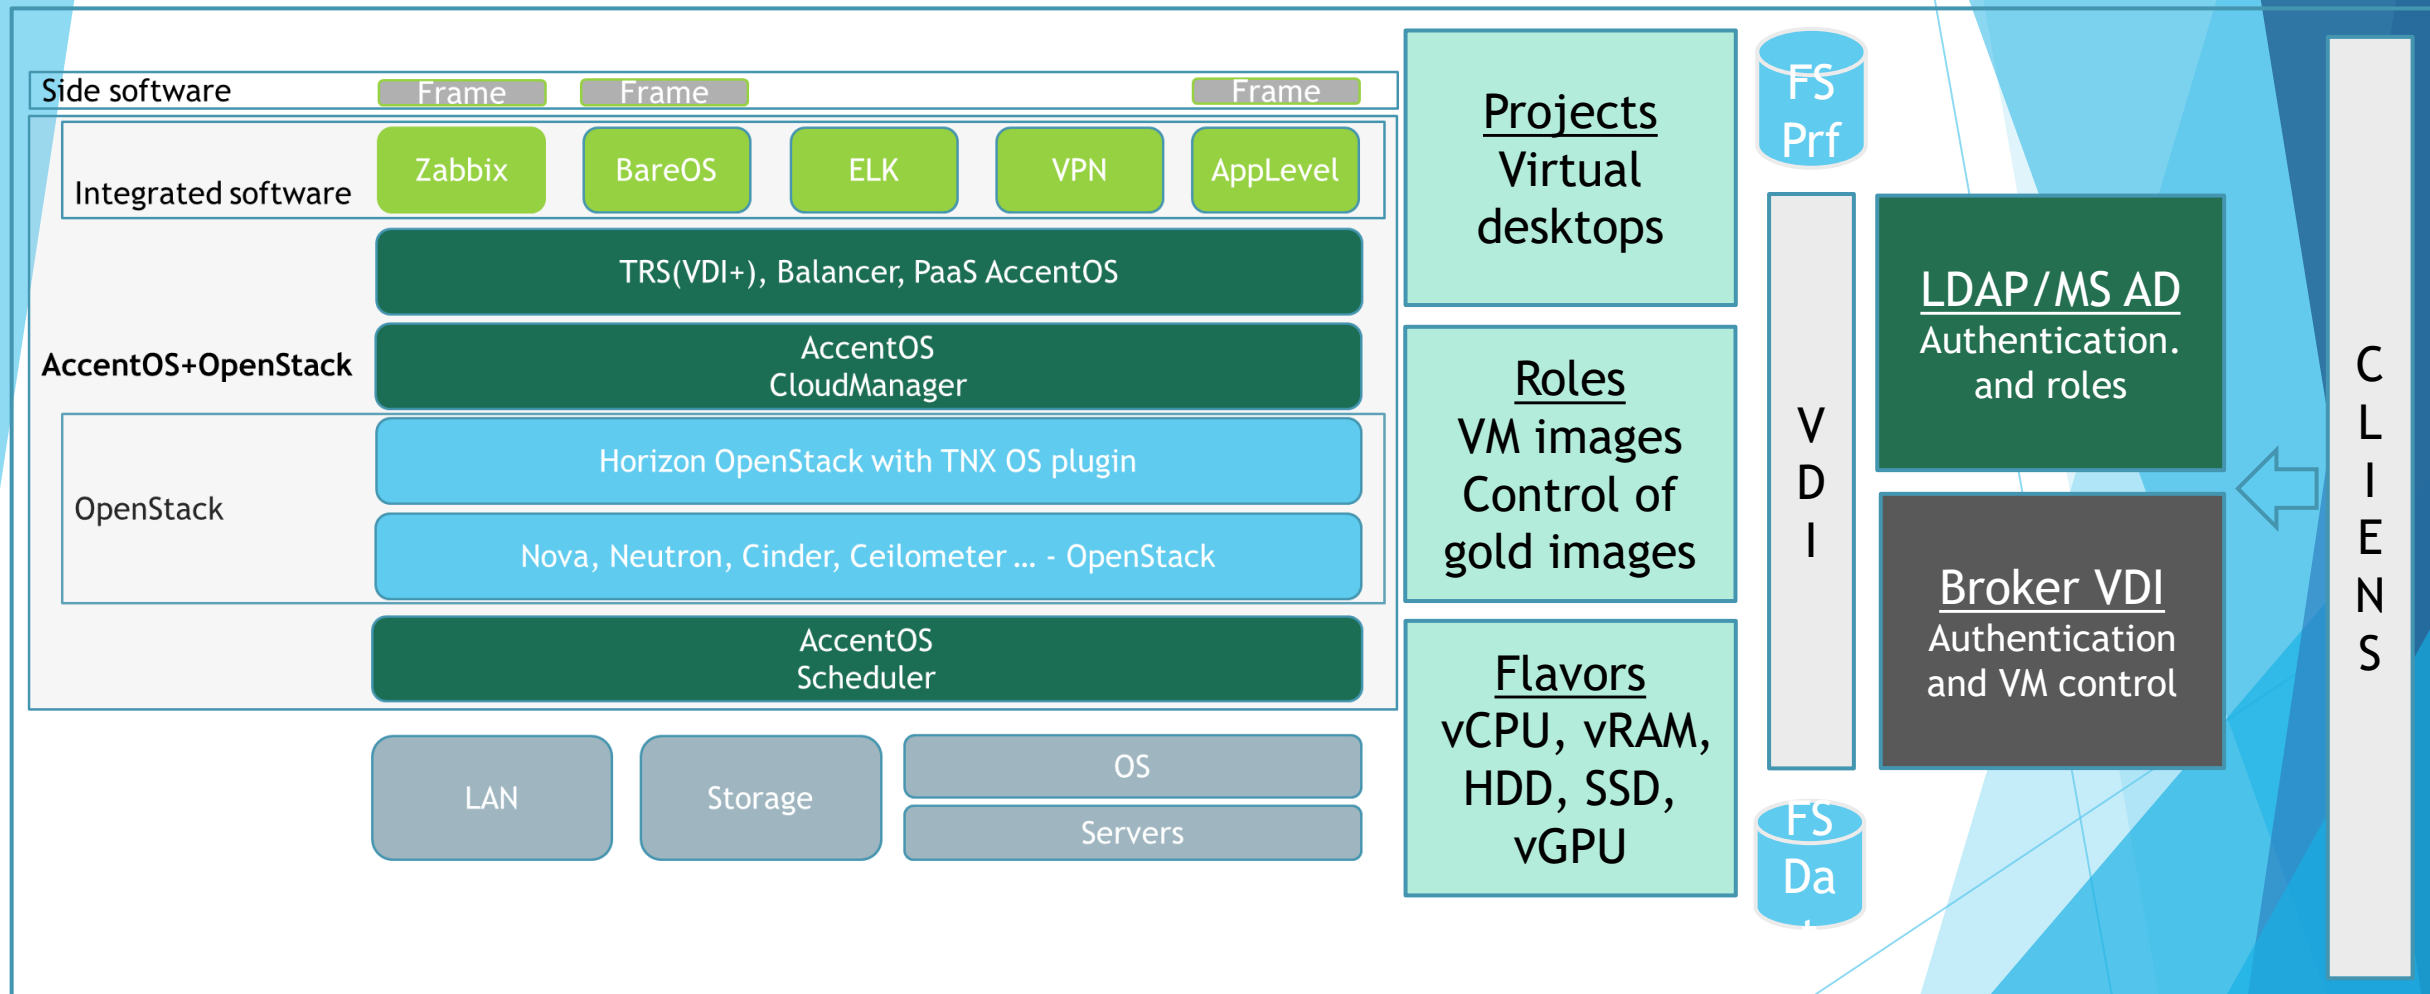 Side software
Frame
Frame
Frame
Integrated software
Zabbix
BareOS
ELK
VPN
AppLevel
TRS(VDI+), Balancer, PaaS AccentOS
AccentOS+OpenStack
AccentOS
CloudManager
OpenStack
Horizon OpenStack with TNX OS plugin
Nova, Neutron, Cinder, Ceilometer … - OpenStack
AccentOS
Scheduler
LAN
Storage
OS
Servers
Projects
Virtual
desktops
Roles
VM images
Control of
gold images
Flavors
vCPU, vRAM,
HDD, SSD,
vGPU
FS
Prf
VDI
FS
Da
LDAP/MS AD
Authentication.
and roles
Broker VDI
Authentication
and VM control
CLIENS